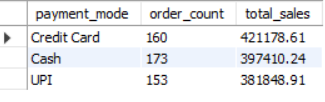 payment_mode order_count total_sales
Credit Card 160 421178.61
Cash 173 397410.24
UPI 153 381848.91